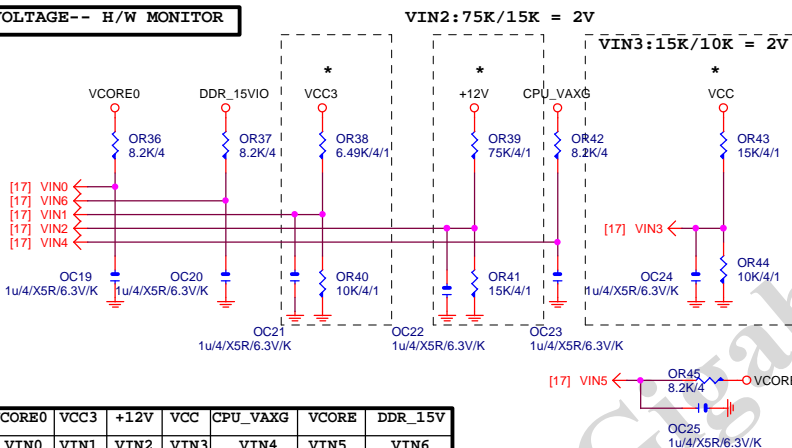 VOLTAGE-- H/W MONITOR
VIN2:75K/15K = 2V
VIN3:15K/10K = 2V
* * *
VCORE0 DDR_15VIO VCC3 +12V CPU_VAXG VCC
OR36 8.2K/4
OR37 8.2K/4
OR38 6.49K/4/1
OR39 75K/4/1
OR42 8.2K/4
OR43 15K/4/1
[17] VIN0
[17] VIN6
[17] VIN1
[17] VIN2
[17] VIN4
[17] VIN3
OC19 1u/4/X5R/6.3V/K
OC20 1u/4/X5R/6.3V/K
OR40 10K/4/1
OR41 15K/4/1
OC24 1u/4/X5R/6.3V/K
OR44 10K/4/1
OC21 1u/4/X5R/6.3V/K
OC22 1u/4/X5R/6.3V/K
OC23 1u/4/X5R/6.3V/K
[17] VIN5
OR45 8.2K/4
VCORE
OC25 1u/4/X5R/6.3V/K
VCORE0 VCC3 +12V VCC CPU_VAXG VCORE DDR_15V
VIN0 VIN1 VIN2 VIN3 VIN4 VIN5 VIN6
Gigab